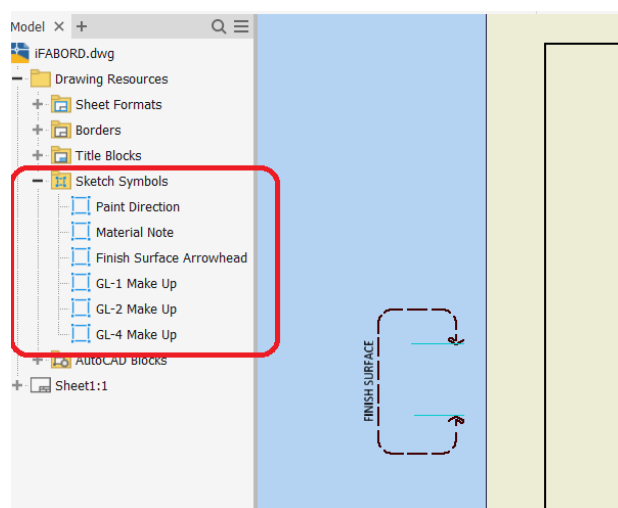 Model × +
iFABORD.dwg
Drawing Resources
Sheet Formats
Borders
Title Blocks
Sketch Symbols
Paint Direction
Material Note
Finish Surface Arrowhead
GL-1 Make Up
GL-2 Make Up
GL-4 Make Up
AutoCAD Blocks
Sheet1:1
FINISH SURFACE